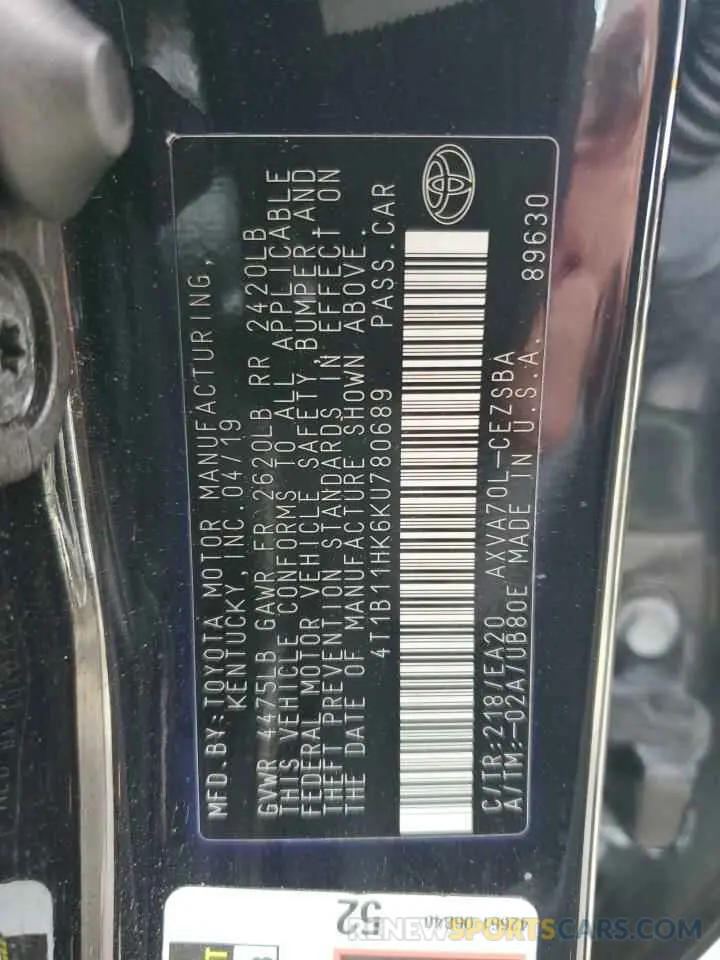 MFD.BY:TOYOTA MOTOR MANUFACTURING,
KENTUCKY,INC.04/19
GVWR 4475LB GAWR FR 2620LB RR 2420LB
THIS VEHICLE CONFORMS TO ALL APPLICABLE
FEDERAL MOTOR VEHICLE SAFETY, BUMPER,AND
THEFT PREVENTION STANDARDS IN EFFECT ON
THE DATE OF MANUFACTURE SHOWN ABOVE.
4T1B11HK6KU780689 PASS.CAR
C/TR:218/EA20 AXVA70L-CEZSBA
A/TM:-02A/UB80E MADE IN U.S.A. 89630
52
RENEWSPORTSCARS.COM